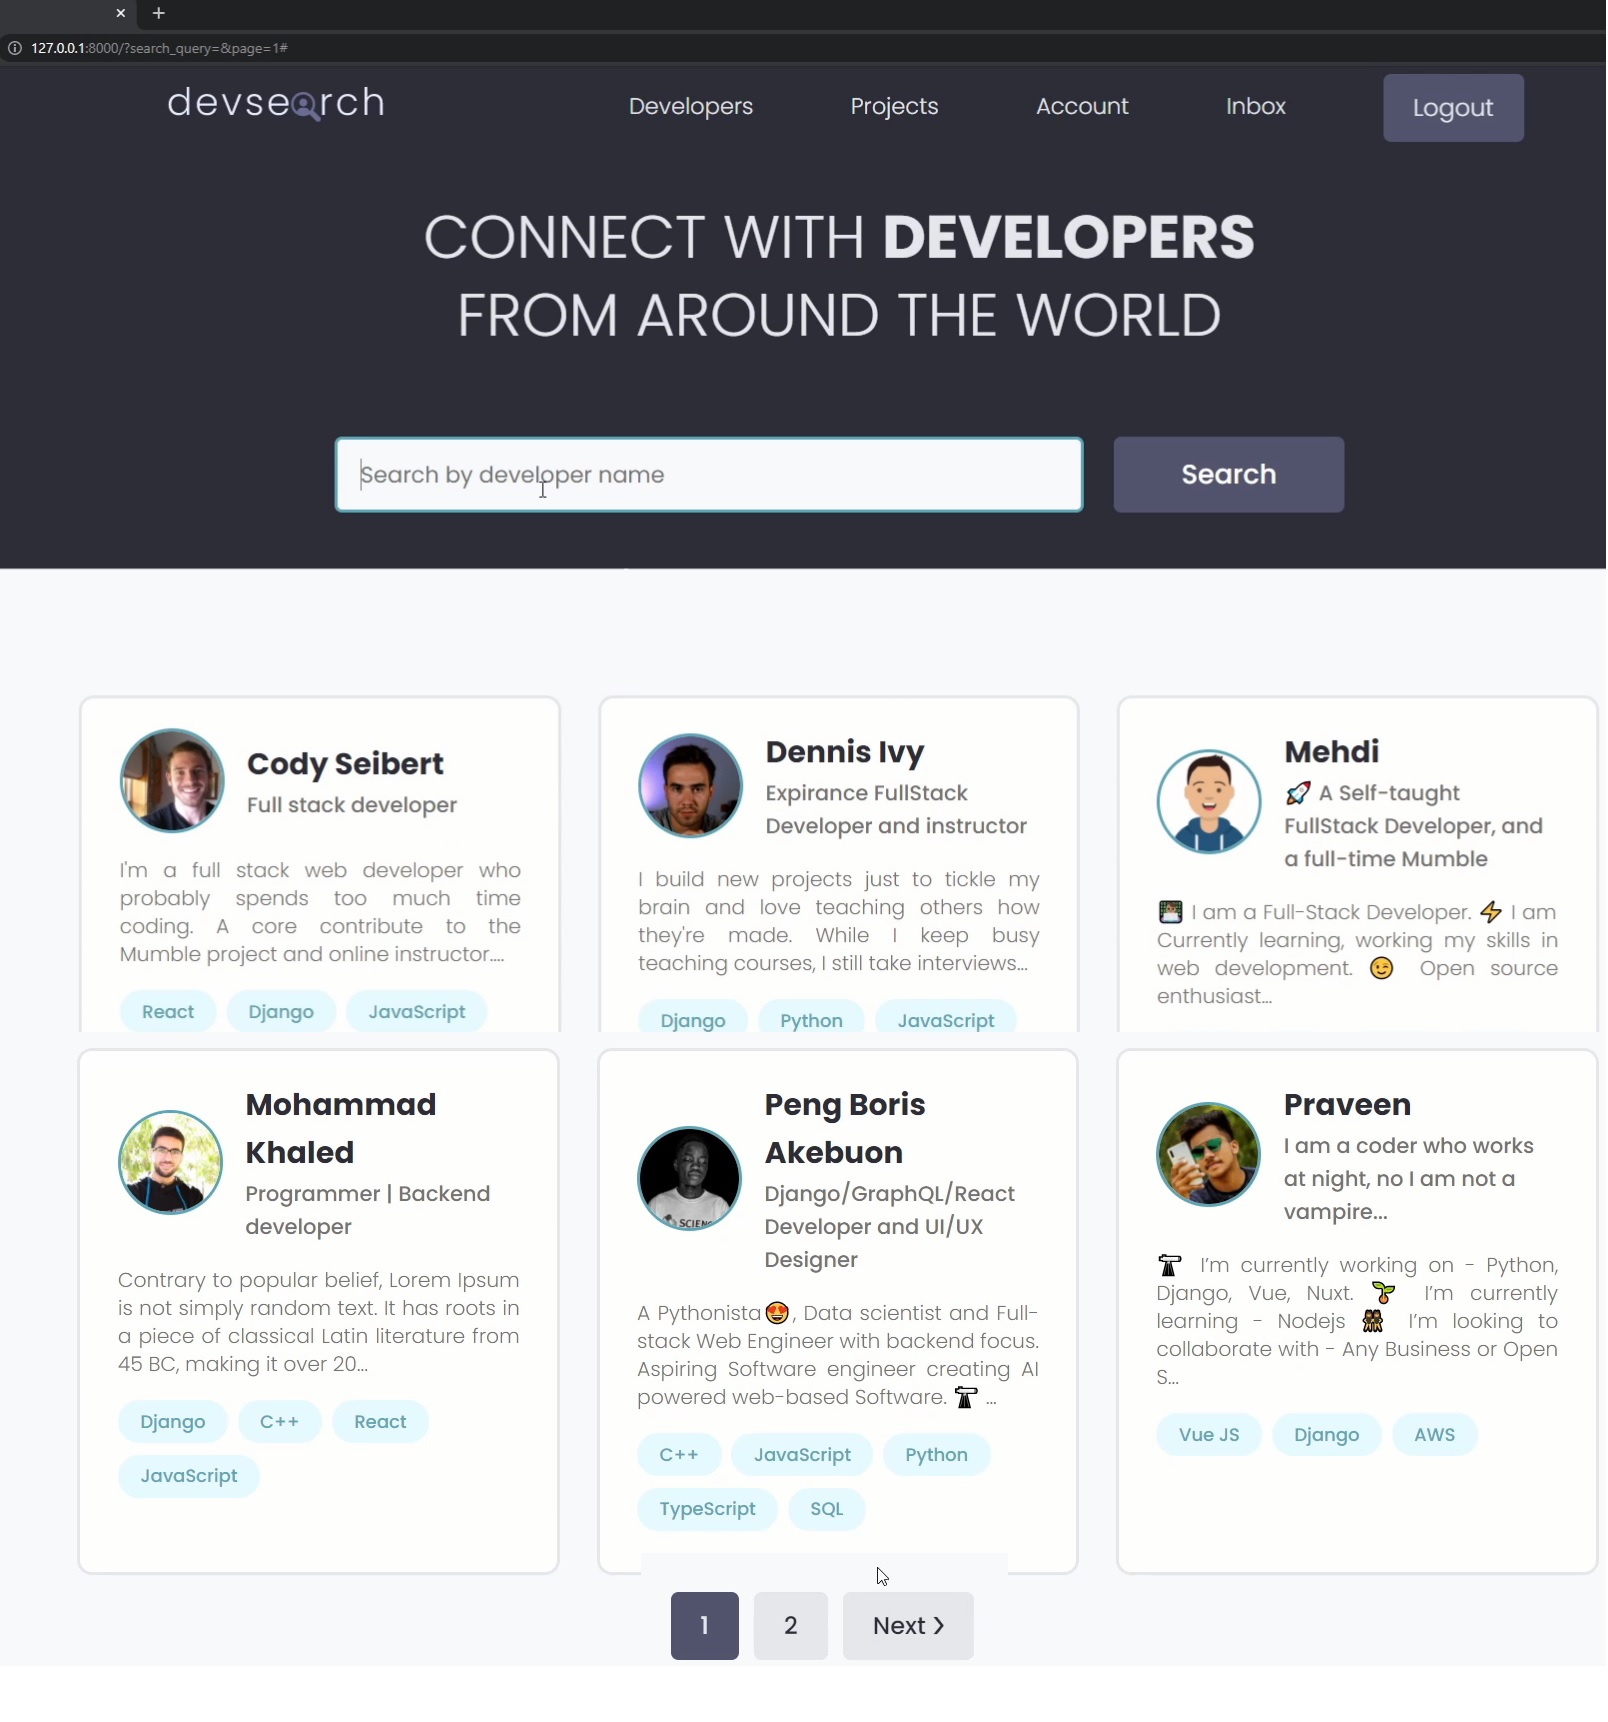 127.0.0.1:8000/?search_query=&page=1#
devsearch
Developers
Projects
Account
Inbox
Logout
CONNECT WITH DEVELOPERS
FROM AROUND THE WORLD
Search by developer name
Search
Cody Seibert
Full stack developer
I'm a full stack web developer who
probably spends too much time
coding. A core contribute to the
Mumble project and online instructor....
React
Django
JavaScript
Dennis Ivy
Expirance FullStack
Developer and instructor
I build new projects just to tickle my
brain and love teaching others how
they're made. While I keep busy
teaching courses, I still take interviews...
Django
Python
JavaScript
Mehdi
🚀 A Self-taught
FullStack Developer, and
a full-time Mumble
👨🏻‍💻 I am a Full-Stack Developer. ⚡ I am
Currently learning, working my skills in
web development. 😉 Open source
enthusiast...
Mohammad
Khaled
Programmer | Backend
developer
Contrary to popular belief, Lorem Ipsum
is not simply random text. It has roots in
a piece of classical Latin literature from
45 BC, making it over 20...
Django
C++
React
JavaScript
Peng Boris
Akebuon
Django/GraphQL/React
Developer and UI/UX
Designer
A Pythonista😍, Data scientist and Full-
stack Web Engineer with backend focus.
Aspiring Software engineer creating AI
powered web-based Software. 🔭 ...
C++
JavaScript
Python
TypeScript
SQL
Praveen
I am a coder who works
at night, no I am not a
vampire...
🔭 I’m currently working on - Python,
Django, Vue, Nuxt. 🌱 I’m currently
learning - Nodejs 👯 I’m looking to
collaborate with - Any Business or Open
S...
Vue JS
Django
AWS
1
2
Next ❯